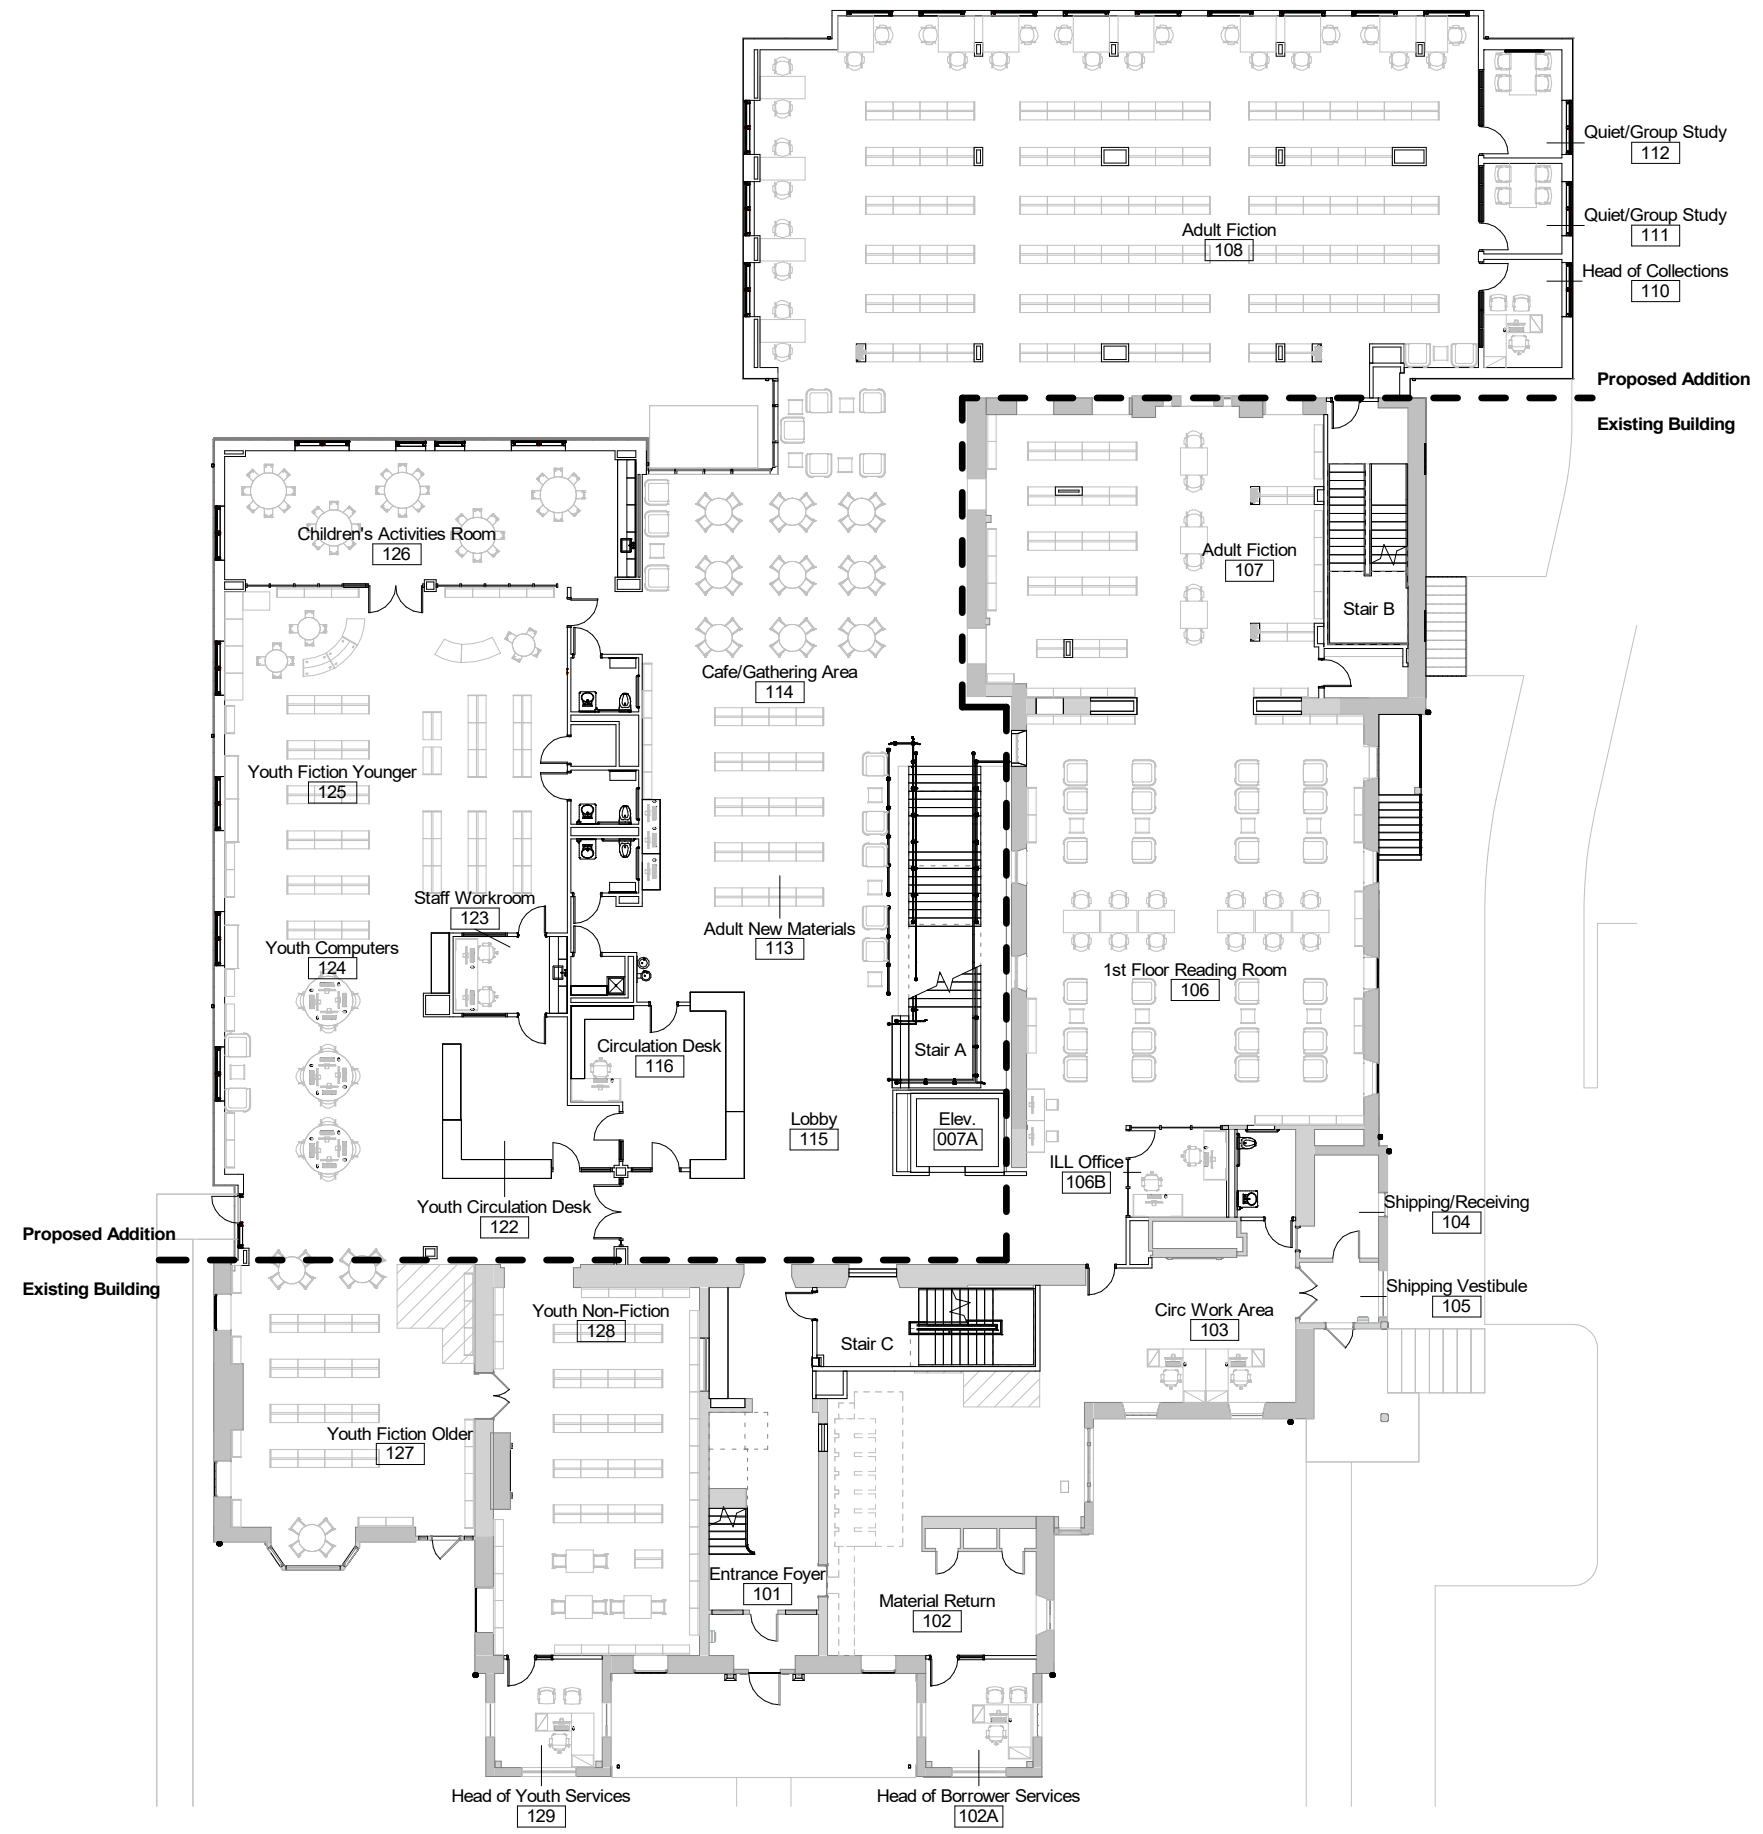 Quiet/Group Study
112
Quiet/Group Study
111
Adult Fiction
108
Head of Collections
110
Proposed Addition
Existing Building
Children's Activities Room
126
Adult Fiction
107
Stair B
Cafe/Gathering Area
114
Youth Fiction Younger
125
Staff Workroom
123
Adult New Materials
113
Youth Computers
124
1st Floor Reading Room
106
Circulation Desk
116
Stair A
Lobby
115
Elev.
007A
ILL Office
106B
Youth Circulation Desk
122
Shipping/Receiving
104
Proposed Addition
Existing Building
Shipping Vestibule
105
Youth Non-Fiction
128
Circ Work Area
103
Stair C
Youth Fiction Older
127
Entrance Foyer
101
Material Return
102
Head of Youth Services
129
Head of Borrower Services
102A